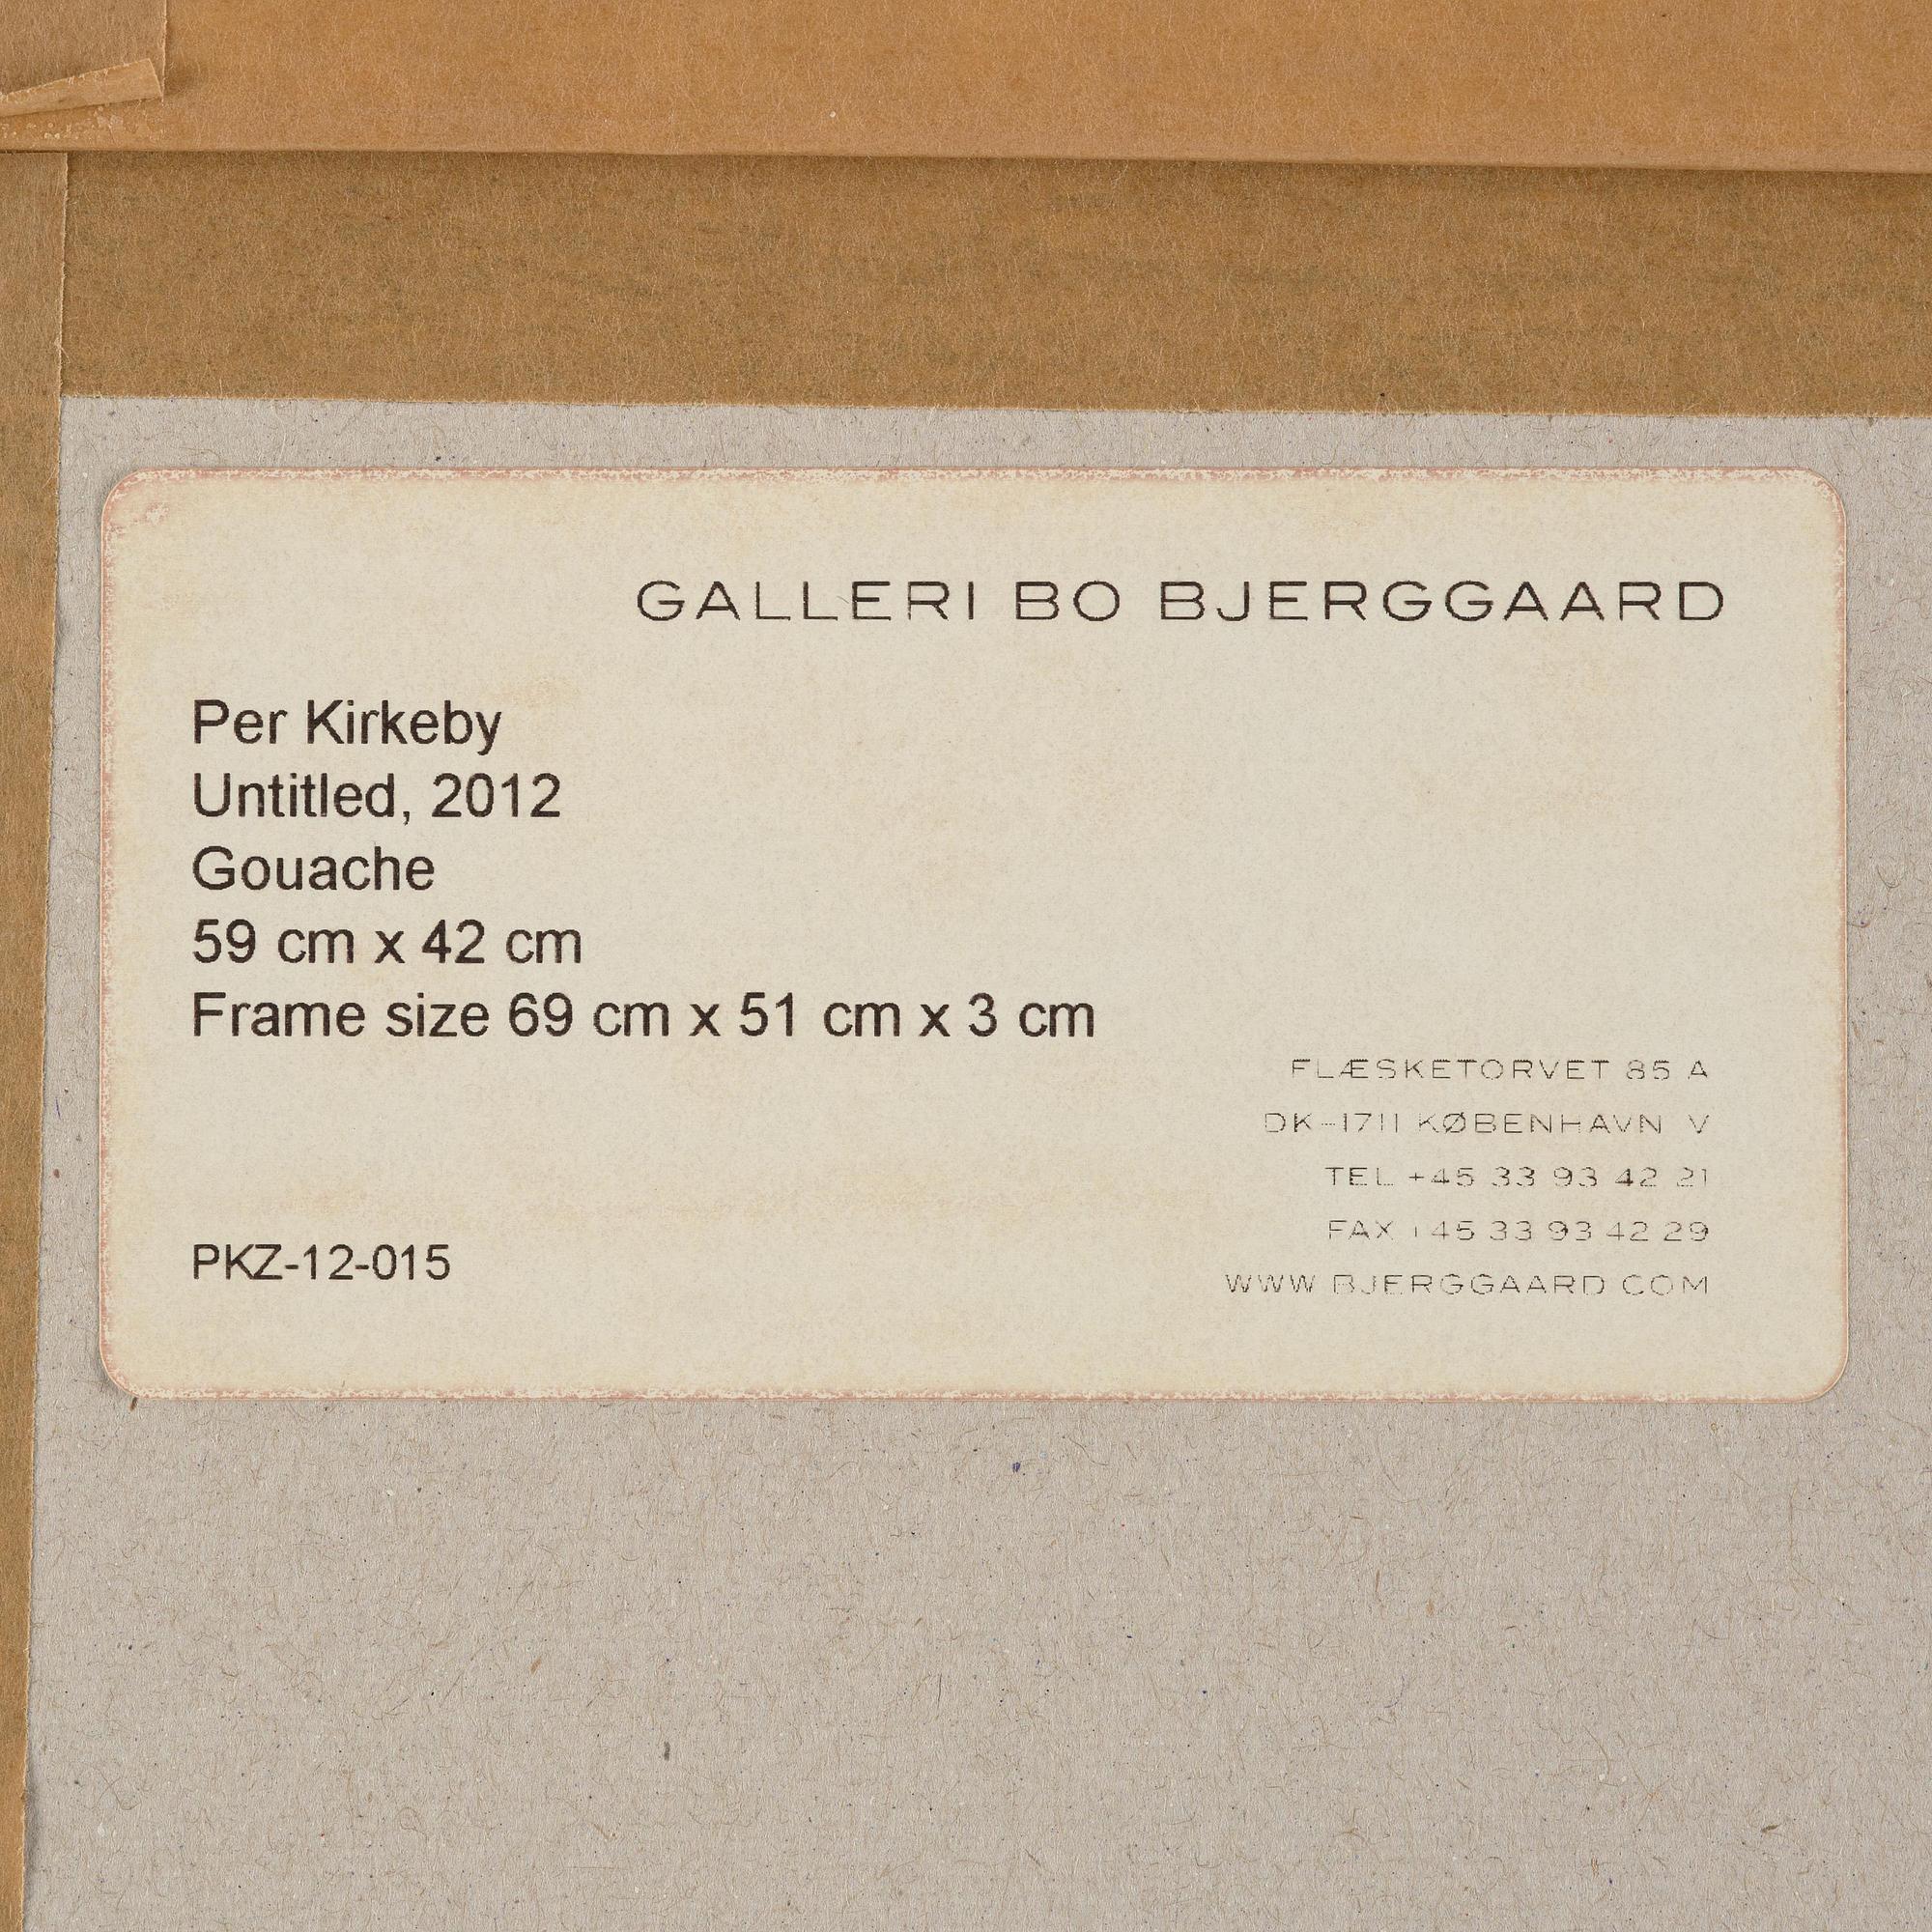 GALLERI BO BJERGGAARD
Per Kirkeby
Untitled, 2012
Gouache
59 cm x 42 cm
Frame size 69 cm x 51 cm x 3 cm
FLÆSKETORVET 85 A
DK-1711 KØBENHAVN V
TEL +45 33 93 42 21
FAX +45 33 93 42 29
WWW BJERGGAARD COM
PKZ-12-015